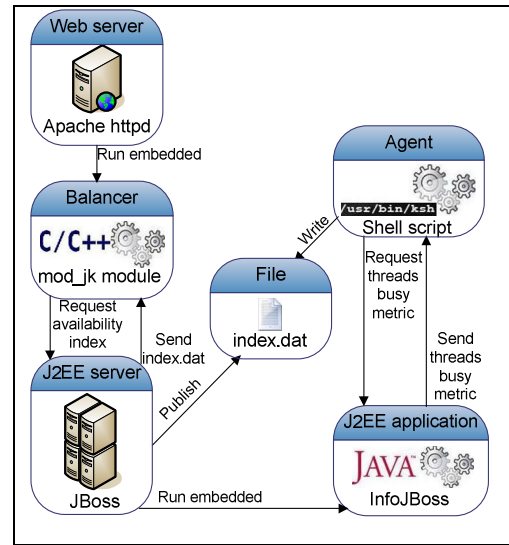 Web server
Apache httpd
Run embedded
Balancer
C/C++
mod_jk module
Request
availability
index
Send
index.dat
J2EE server
JBoss
Publish
File
index.dat
Write
Agent
/usr/bin/ksh
Shell script
Request
threads
busy
metric
Send
threads
busy
metric
J2EE application
JAVA™
InfoJBoss
Run embedded